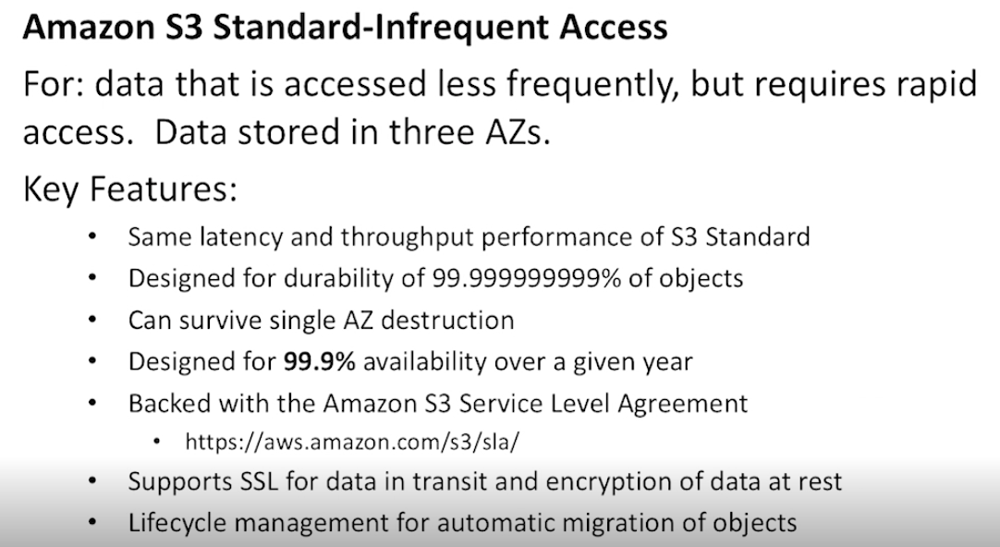 Amazon S3 Standard-Infrequent Access
For: data that is accessed less frequently, but requires rapid
access. Data stored in three AZs.
Key Features:
• Same latency and throughput performance of S3 Standard
• Designed for durability of 99.999999999% of objects
• Can survive single AZ destruction
• Designed for 99.9% availability over a given year
• Backed with the Amazon S3 Service Level Agreement
• https://aws.amazon.com/s3/sla/
• Supports SSL for data in transit and encryption of data at rest
• Lifecycle management for automatic migration of objects